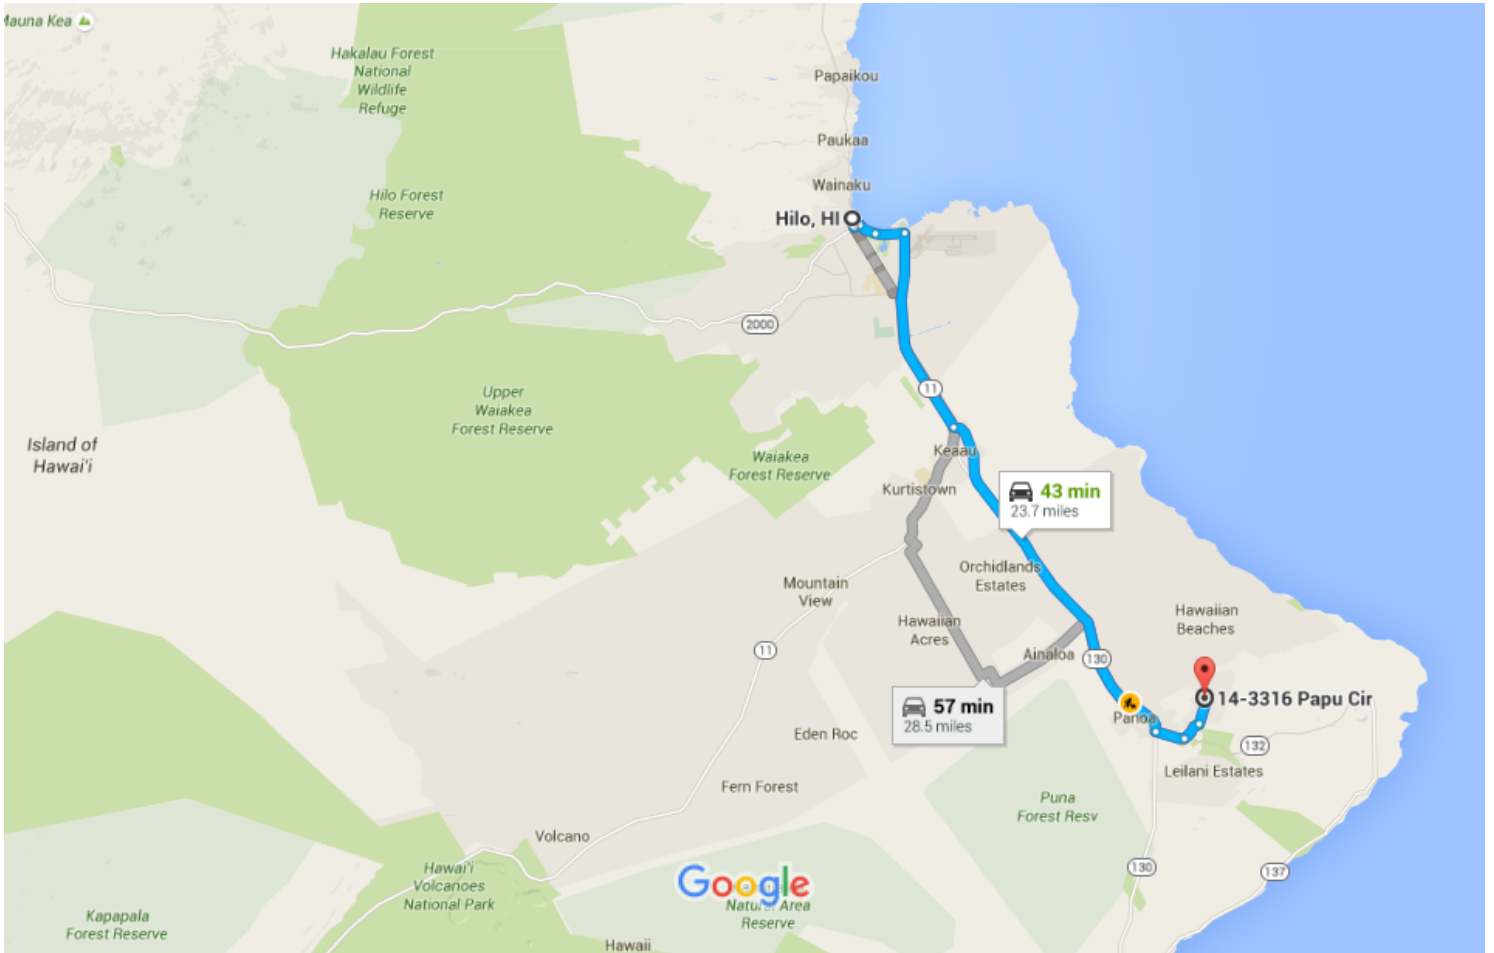 Mauna Kea
Hakalau Forest
National
Wildlife
Refuge
Papaikou
Paukaa
Wainaku
Hilo Forest
Reserve
Hilo, HI
2000
Upper
Waiakea
Forest Reserve
11
Island of
Hawai'i
Waiakea
Forest Reserve
Keaau
Kurtistown
43 min
23.7 miles
Orchidlands
Estates
Mountain
View
Hawaiian
Acres
Hawaiian
Beaches
11
Ainaloa
130
57 min
28.5 miles
14-3316 Papu Cir
Pahoa
Eden Roc
132
Leilani Estates
Fern Forest
Puna
Forest Resv
Volcano
Hawai'i
Volcanoes
National Park
130
137
Google
Natural Area
Reserve
Kapapala
Forest Reserve
Hawaii